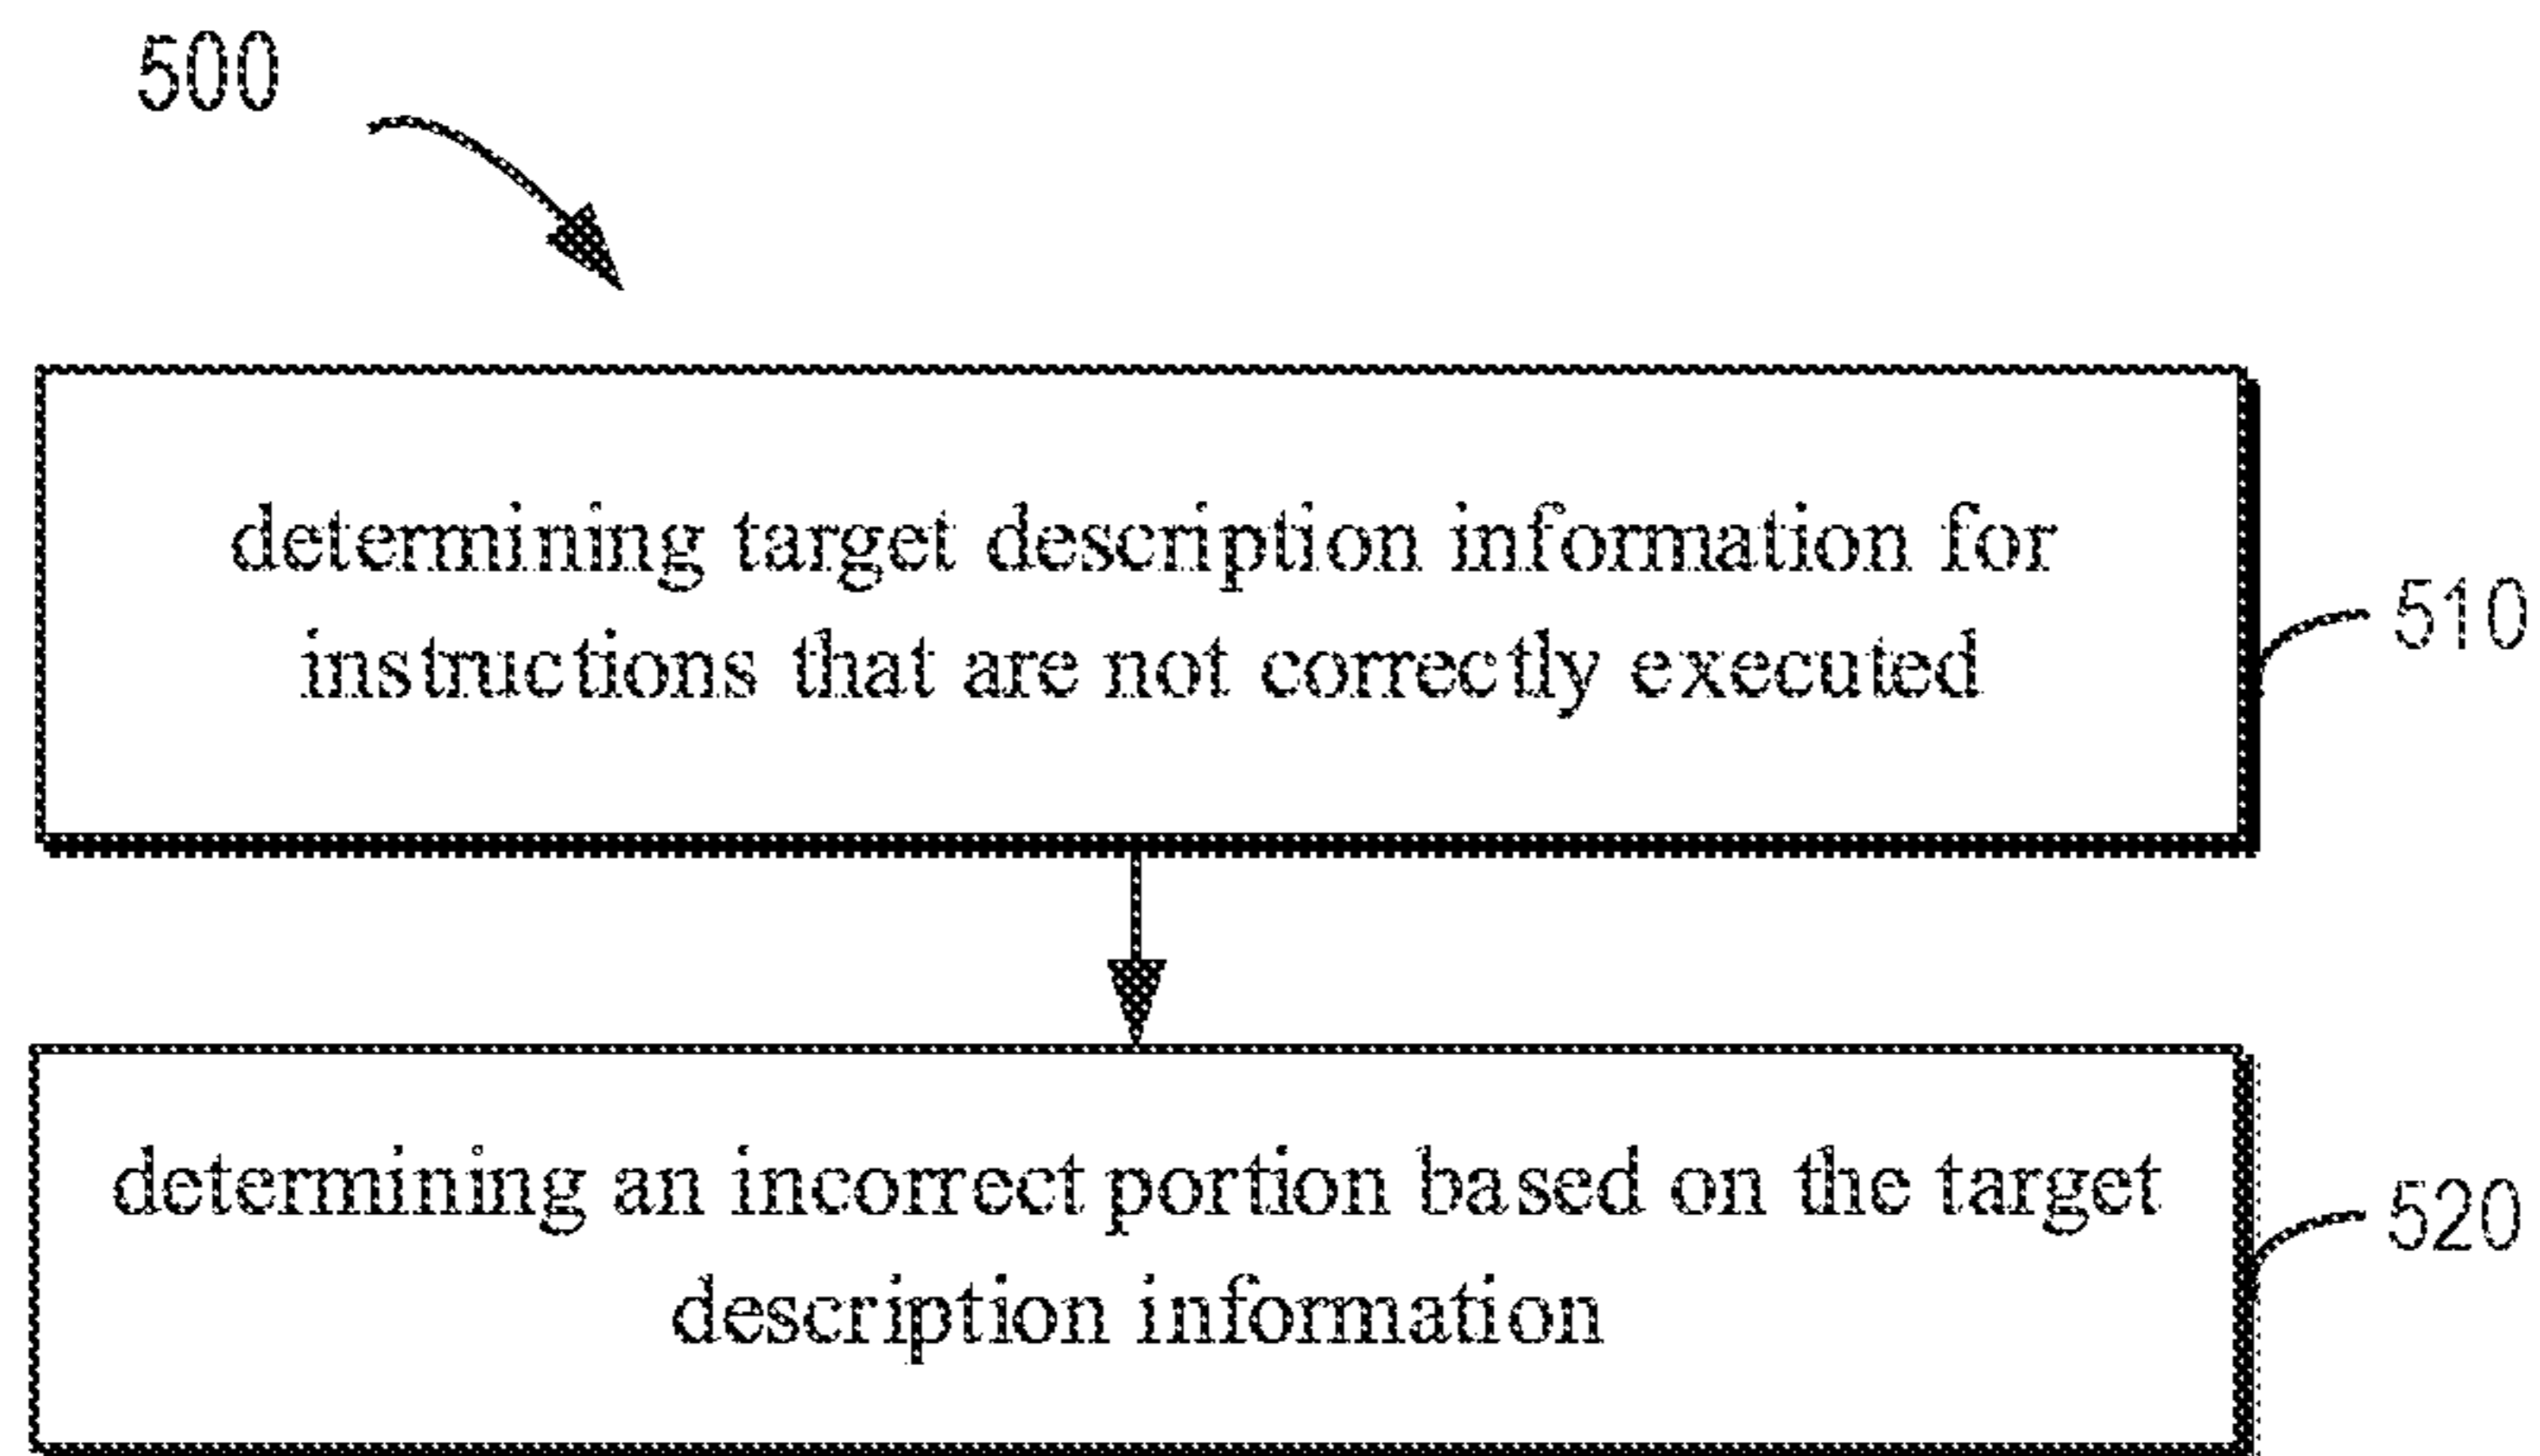 500
determining target description information for
instructions that are not correctly executed
510
determining an incorrect portion based on the target
description information
520